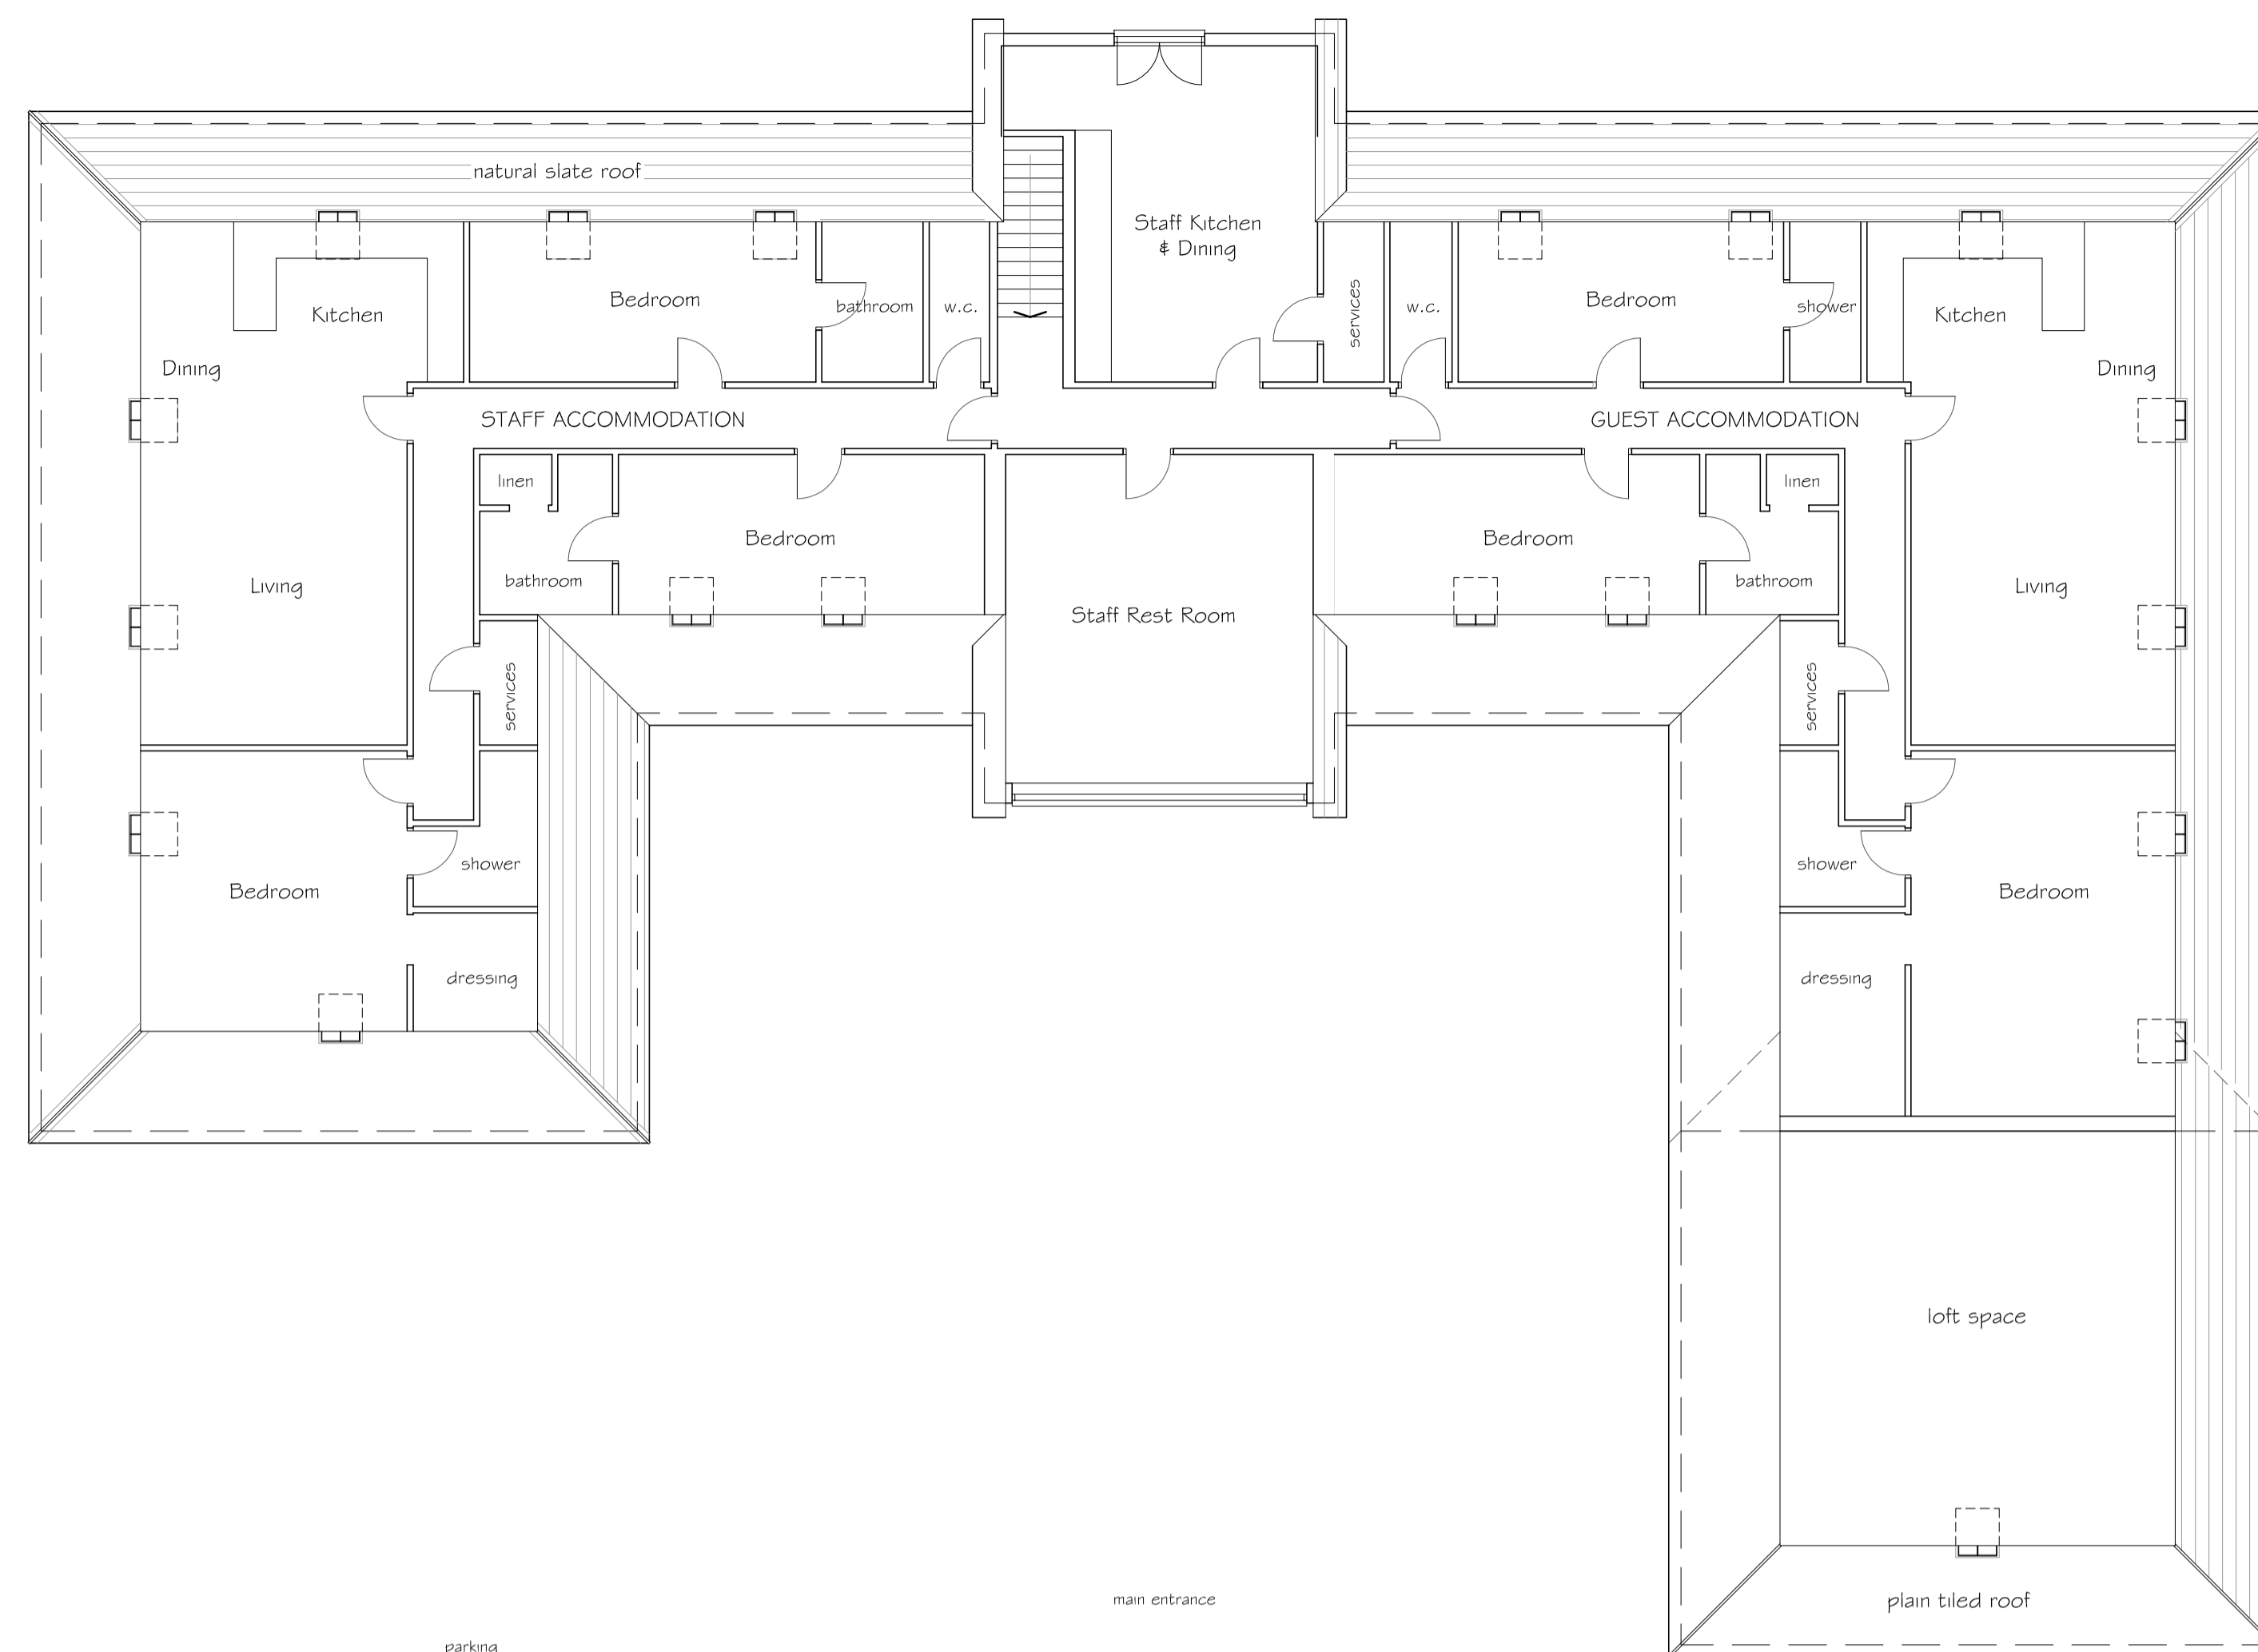 natural slate roof
Staff Kitchen
& Dining
Bedroom
bathroom
w.c.
services
w.c.
Bedroom
shower
Kitchen
Kitchen
Dining
Dining
STAFF ACCOMMODATION
GUEST ACCOMMODATION
linen
linen
Bedroom
Bedroom
bathroom
bathroom
Living
Living
Staff Rest Room
services
services
shower
shower
Bedroom
Bedroom
dressing
dressing
loft space
main entrance
plain tiled roof
parking